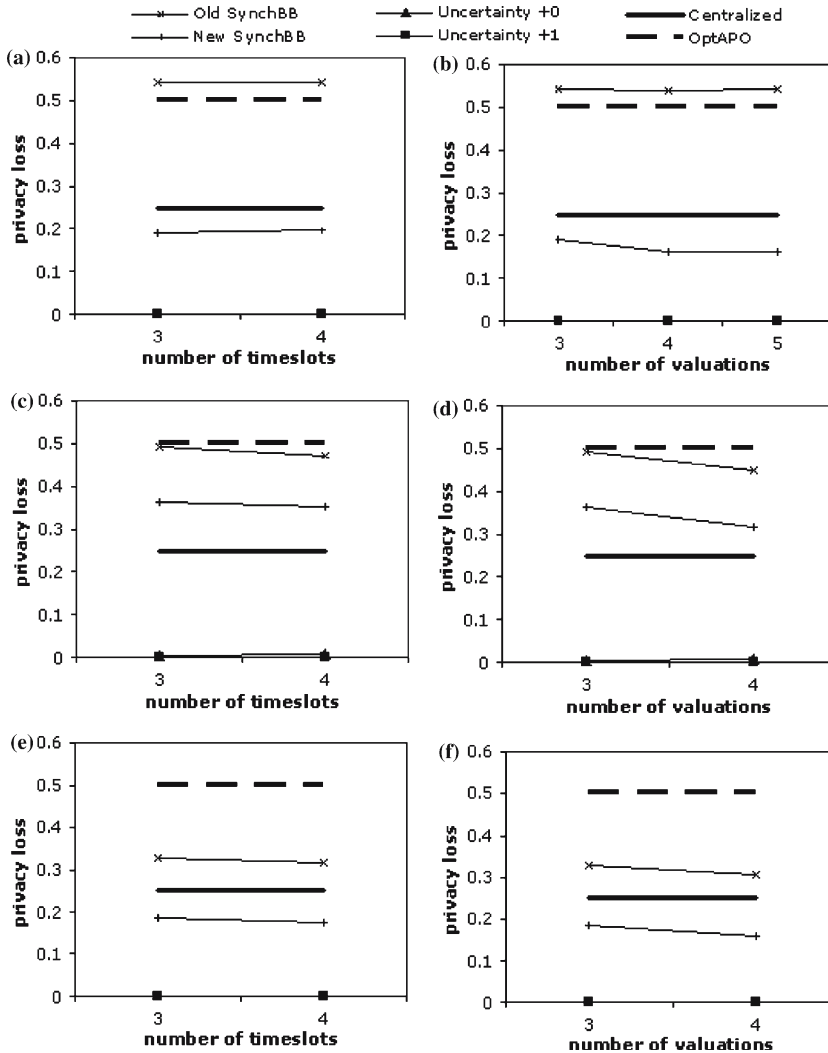 Old SynchBB
New SynchBB
Uncertainty +0
Uncertainty +1
Centralized
OptAPO
(a)
privacy loss
0.6
0.5
0.4
0.3
0.2
0.1
0
3
4
number of timeslots
(b)
privacy loss
0.6
0.5
0.4
0.3
0.2
0.1
0
3
4
5
number of valuations
(c)
privacy loss
0.6
0.5
0.4
0.3
0.2
0.1
0
3
4
number of timeslots
(d)
privacy loss
0.6
0.5
0.4
0.3
0.2
0.1
0
3
4
number of valuations
(e)
privacy loss
0.6
0.5
0.4
0.3
0.2
0.1
0
3
4
number of timeslots
(f)
privacy loss
0.6
0.5
0.4
0.3
0.2
0.1
0
3
4
number of valuations